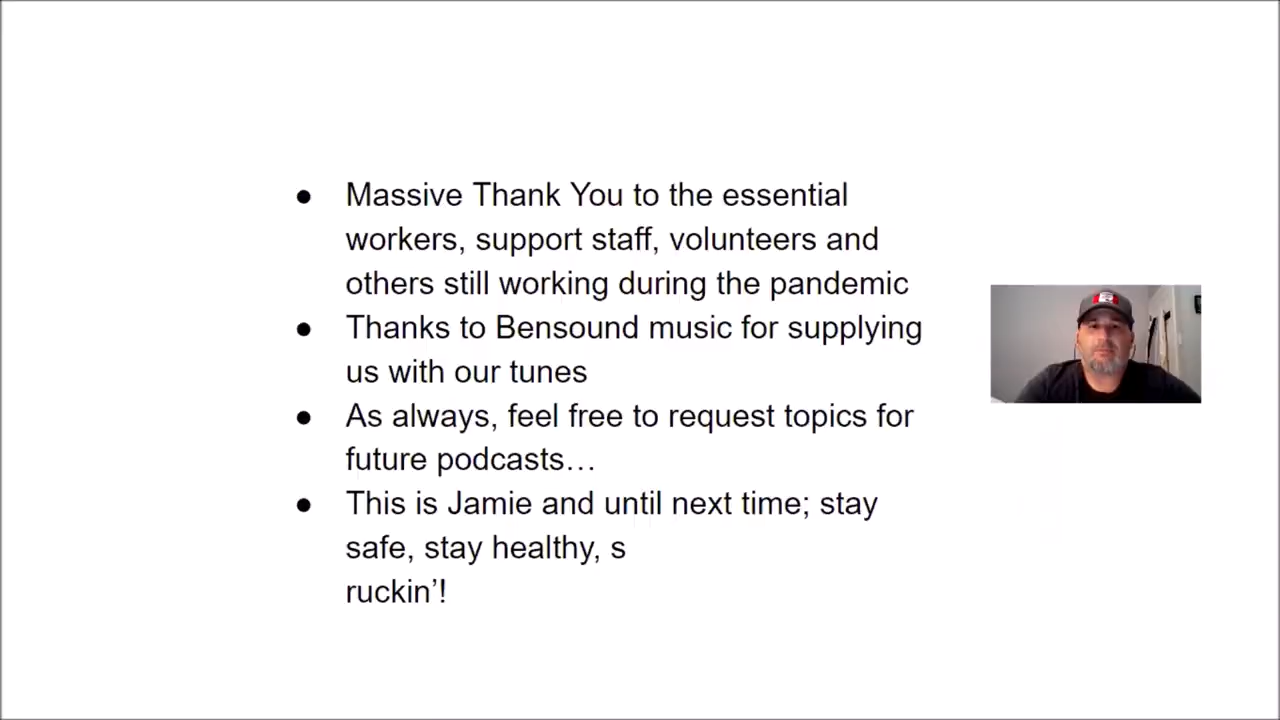 ● Massive Thank You to the essential
workers, support staff, volunteers and
others still working during the pandemic
● Thanks to Bensound music for supplying
us with our tunes
● As always, feel free to request topics for
future podcasts…
● This is Jamie and until next time; stay
safe, stay healthy, s
ruckin’!